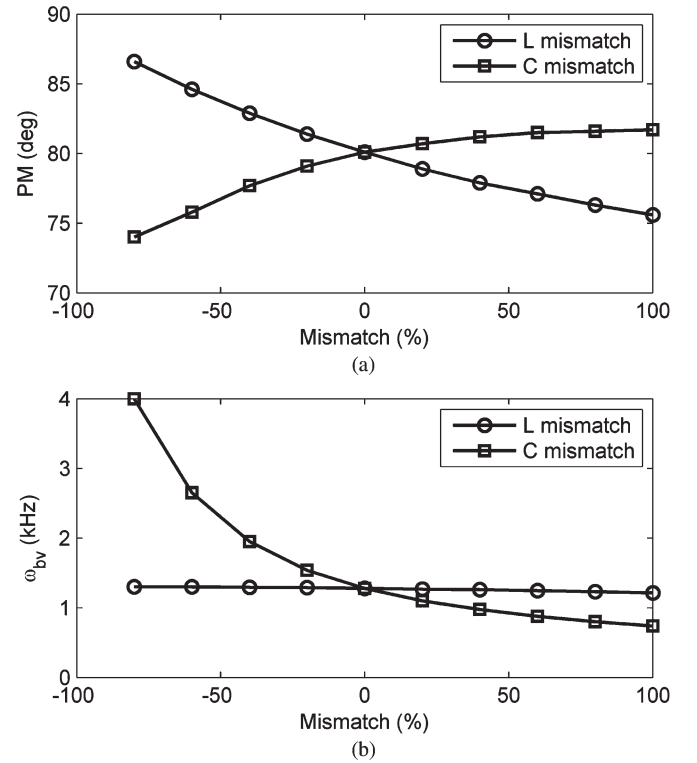 90
L mismatch
C mismatch
85
PM (deg)
80
75
70
-100 -50 0 50 100
Mismatch (%)
(a)
4
L mismatch
C mismatch
3
ω_bv (kHz)
2
1
0
-100 -50 0 50 100
Mismatch (%)
(b)